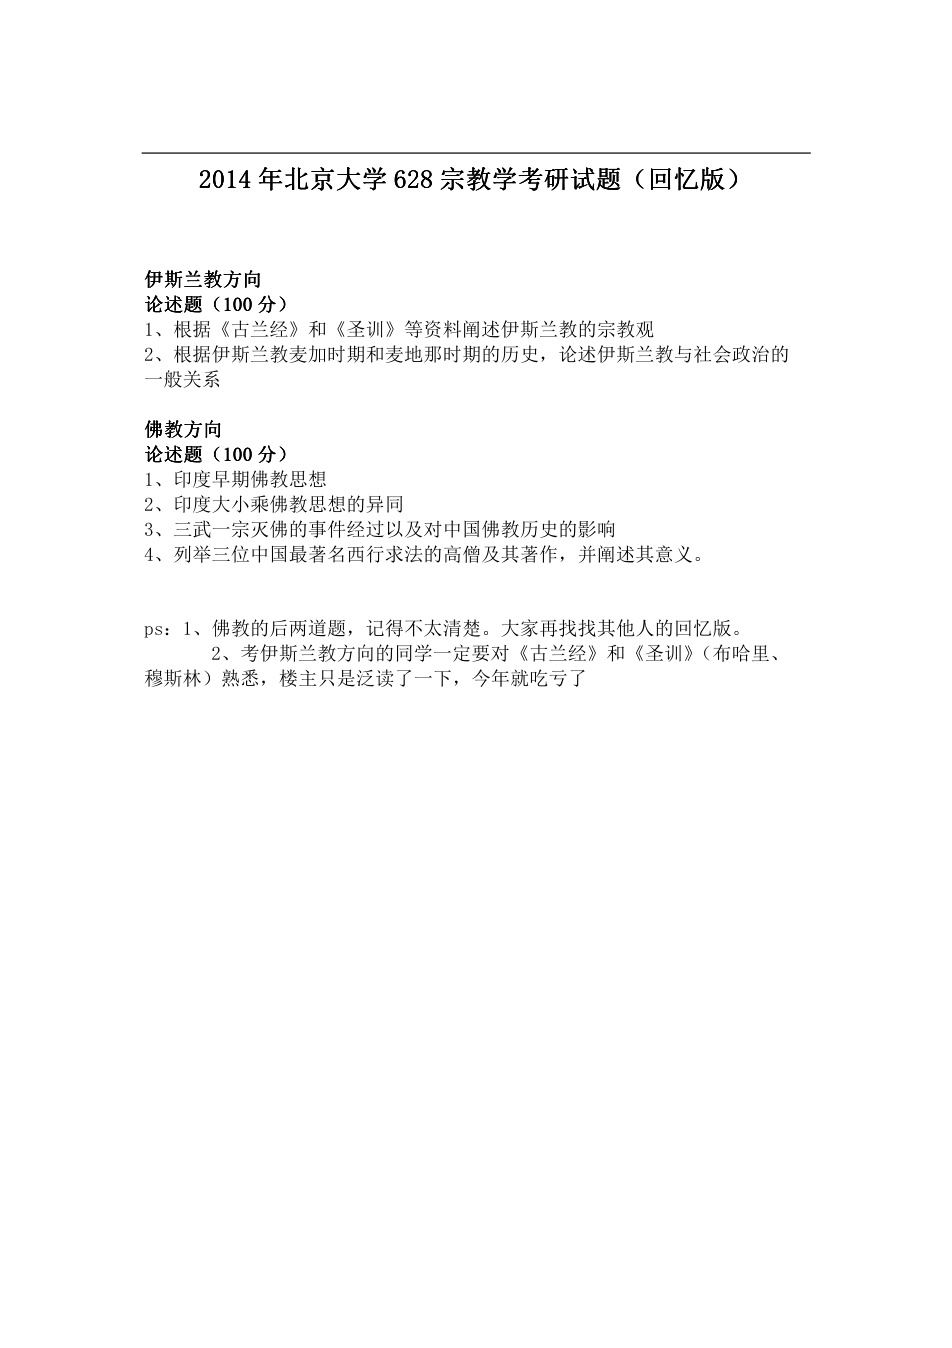 2014年北京大学628宗教学考研试题（回忆版）
伊斯兰教方向
论述题（100分）
1、根据《古兰经》和《圣训》等资料阐述伊斯兰教的宗教观
2、根据伊斯兰教麦加时期和麦地那时期的历史，论述伊斯兰教与社会政治的
一般关系
佛教方向
论述题（100分）
1、印度早期佛教思想
2、印度大小乘佛教思想的异同
3、三武一宗灭佛的事件经过以及对中国佛教历史的影响
4、列举三位中国最著名西行求法的高僧及其著作，并阐述其意义。
ps：1、佛教的后两道题，记得不太清楚。大家再找找其他人的回忆版。
2、考伊斯兰教方向的同学一定要对《古兰经》和《圣训》（布哈里、
穆斯林）熟悉，楼主只是泛读了一下，今年就吃亏了